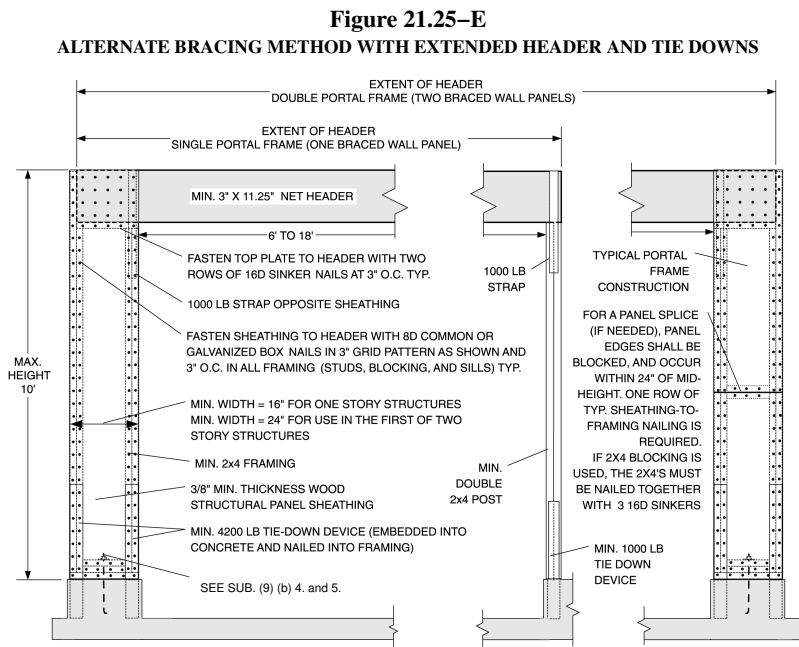 Figure 21.25–E
ALTERNATE BRACING METHOD WITH EXTENDED HEADER AND TIE DOWNS
EXTENT OF HEADER
DOUBLE PORTAL FRAME (TWO BRACED WALL PANELS)
EXTENT OF HEADER
SINGLE PORTAL FRAME (ONE BRACED WALL PANEL)
MIN. 3" X 11.25" NET HEADER
6' TO 18'
FASTEN TOP PLATE TO HEADER WITH TWO
ROWS OF 16D SINKER NAILS AT 3" O.C. TYP.
1000 LB STRAP OPPOSITE SHEATHING
FASTEN SHEATHING TO HEADER WITH 8D COMMON OR
GALVANIZED BOX NAILS IN 3" GRID PATTERN AS SHOWN AND
3" O.C. IN ALL FRAMING (STUDS, BLOCKING, AND SILLS) TYP.
MAX.
HEIGHT
10'
MIN. WIDTH = 16" FOR ONE STORY STRUCTURES
MIN. WIDTH = 24" FOR USE IN THE FIRST OF TWO
STORY STRUCTURES
MIN. 2x4 FRAMING
3/8" MIN. THICKNESS WOOD
STRUCTURAL PANEL SHEATHING
MIN. 4200 LB TIE-DOWN DEVICE (EMBEDDED INTO
CONCRETE AND NAILED INTO FRAMING)
SEE SUB. (9) (b) 4. and 5.
1000 LB
STRAP
MIN.
DOUBLE
2x4 POST
MIN. 1000 LB
TIE DOWN
DEVICE
TYPICAL PORTAL
FRAME
CONSTRUCTION
FOR A PANEL SPLICE
(IF NEEDED), PANEL
EDGES SHALL BE
BLOCKED, AND OCCUR
WITHIN 24" OF MID-
HEIGHT. ONE ROW OF
TYP. SHEATHING-TO-
FRAMING NAILING IS
REQUIRED.
IF 2X4 BLOCKING IS
USED, THE 2X4'S MUST
BE NAILED TOGETHER
WITH 3 16D SINKERS